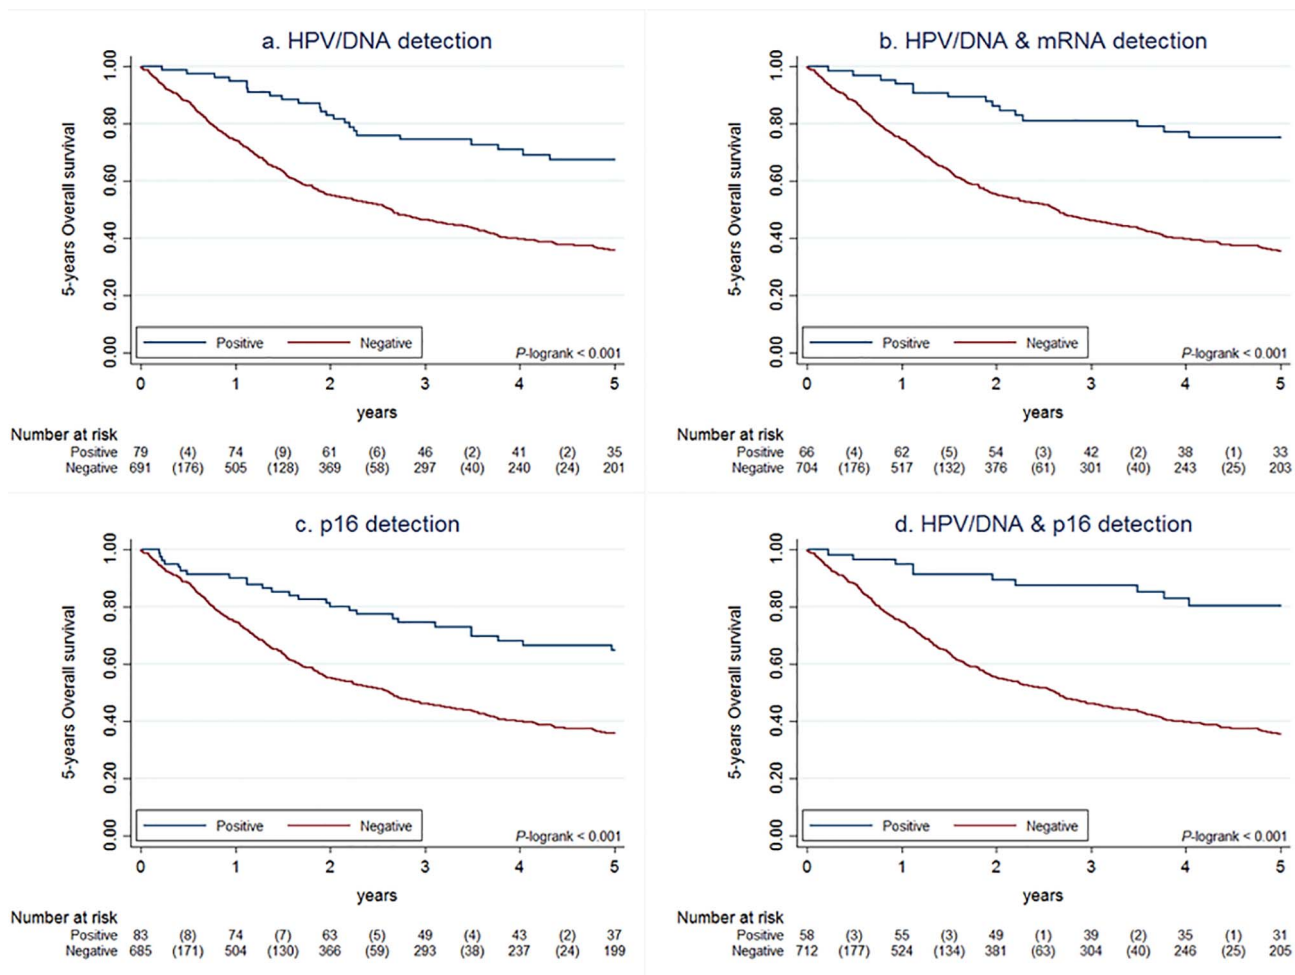 a. HPV/DNA detection
1.00
0.80
0.60
0.40
0.20
0.00
5-years Overall survival
Positive Negative
P-logrank < 0.001
0 1 2 3 4 5
years
Number at risk
Positive 79 (4) 74 (9) 61 (6) 46 (2) 41 (2) 35
Negative 691 (176) 505 (128) 369 (58) 297 (40) 240 (24) 201
b. HPV/DNA & mRNA detection
1.00
0.80
0.60
0.40
0.20
0.00
5-years Overall survival
Positive Negative
P-logrank < 0.001
0 1 2 3 4 5
years
Number at risk
Positive 66 (4) 62 (5) 54 (3) 42 (2) 38 (1) 33
Negative 704 (176) 517 (132) 376 (61) 301 (40) 243 (25) 203
c. p16 detection
1.00
0.80
0.60
0.40
0.20
0.00
5-years Overall survival
Positive Negative
P-logrank < 0.001
0 1 2 3 4 5
years
Number at risk
Positive 83 (8) 74 (7) 63 (5) 49 (4) 43 (2) 37
Negative 685 (171) 504 (130) 366 (59) 293 (38) 237 (24) 199
d. HPV/DNA & p16 detection
1.00
0.80
0.60
0.40
0.20
0.00
5-years Overall survival
Positive Negative
P-logrank < 0.001
0 1 2 3 4 5
years
Number at risk
Positive 58 (3) 55 (3) 49 (1) 39 (2) 35 (1) 31
Negative 712 (177) 524 (134) 381 (63) 304 (40) 246 (25) 205